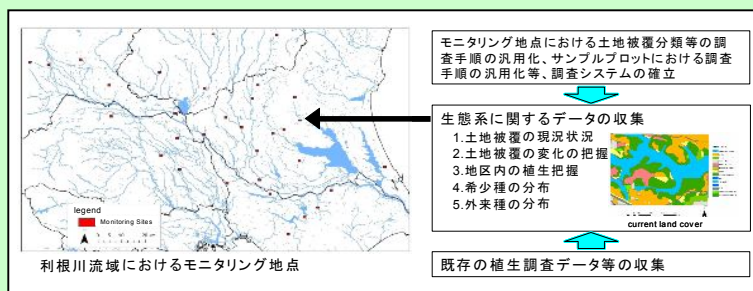 legend
Monitoring Sites
利根川流域におけるモニタリング地点
モニタリング地点における土地被覆分類等の調
査手順の汎用化、サンプルプロットにおける調査
手順の汎用化等、調査システムの確立
生態系に関するデータの収集
1.土地被覆の現況状況
2.土地被覆の変化の把握
3.地区内の植生把握
4.希少種の分布
5.外来種の分布
current land cover
既存の植生調査データ等の収集